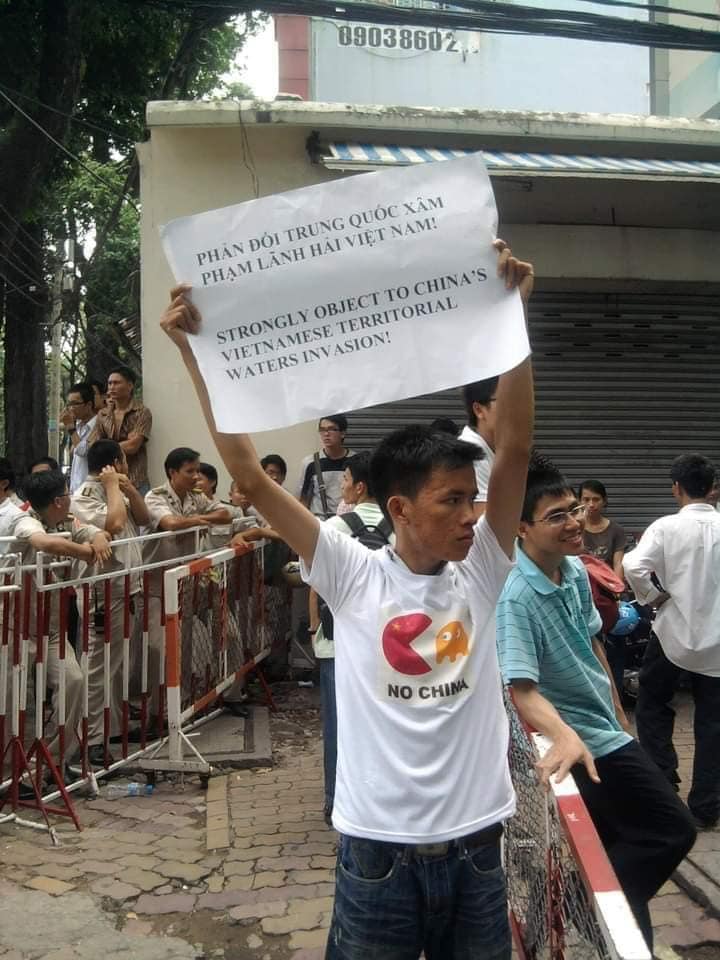 09038602
PHẢN ĐỐI TRUNG QUỐC XÂM
PHẠM LÃNH HẢI VIỆT NAM!
STRONGLY OBJECT TO CHINA'S
VIETNAMESE TERRITORIAL
WATERS INVASION!
NO CHINA